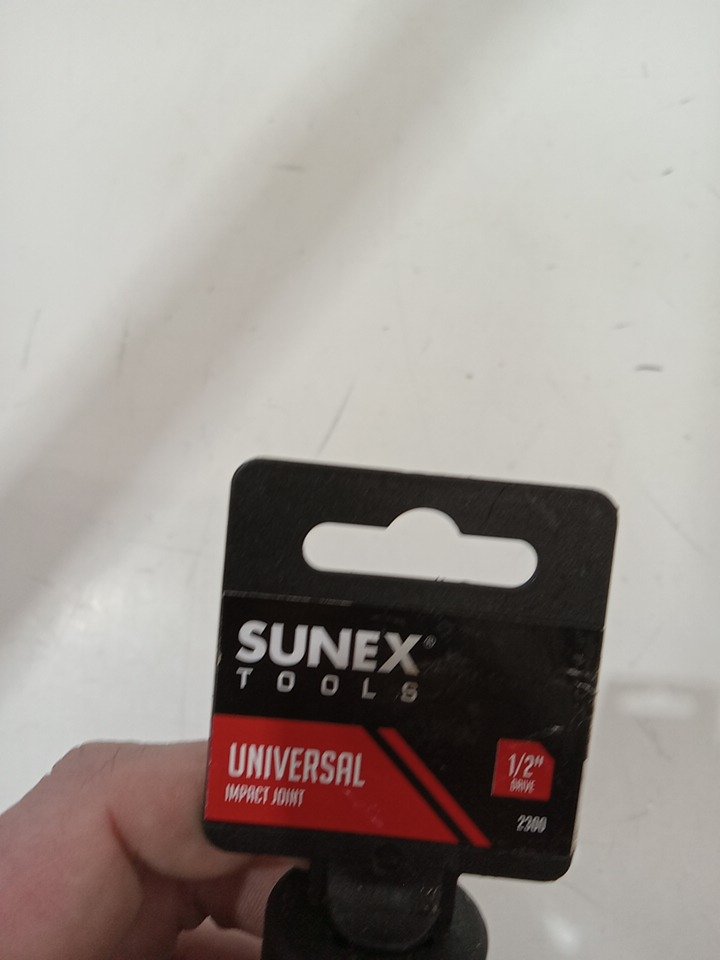 SUNEX®
TOOLS
UNIVERSAL
IMPACT JOINT
1/2"
DRIVE
2300